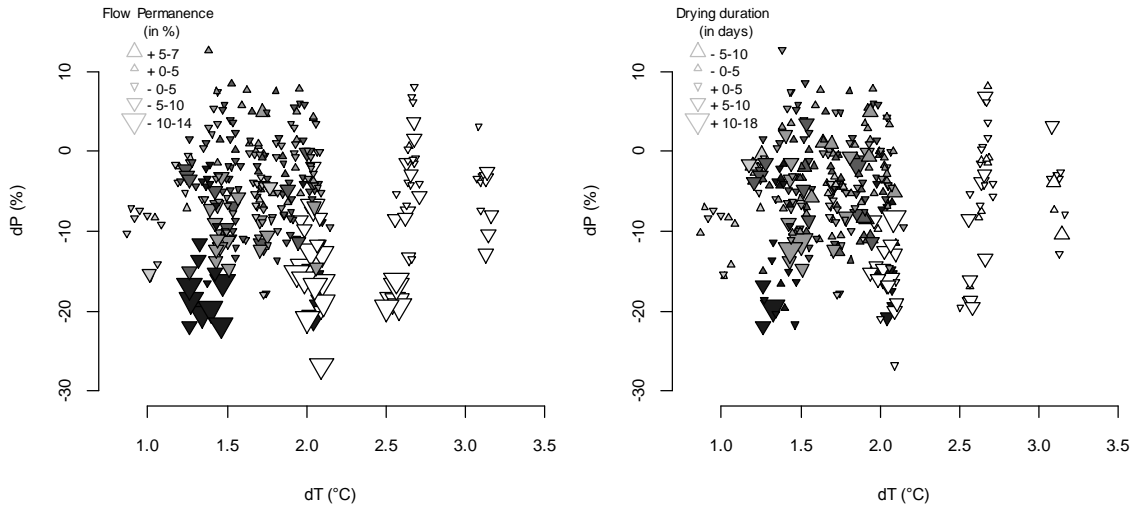 Flow Permanence
(in %)
+ 5-7
+ 0-5
- 0-5
- 5-10
- 10-14
10
0
-10
-20
-30
dP (%)
1.0 1.5 2.0 2.5 3.0 3.5
dT (°C)
Drying duration
(in days)
- 5-10
- 0-5
+ 0-5
+ 5-10
+ 10-18
10
0
-10
-20
-30
dP (%)
1.0 1.5 2.0 2.5 3.0 3.5
dT (°C)